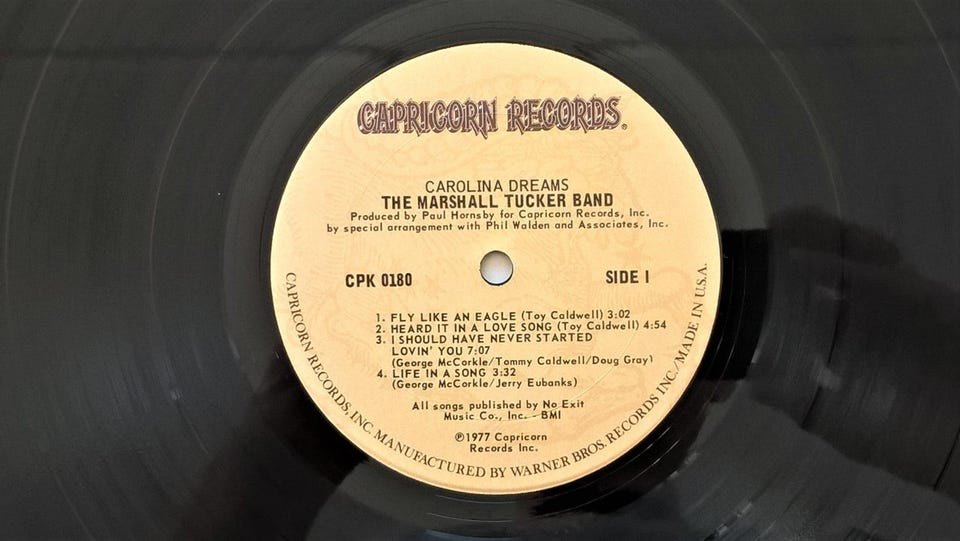 CAPRICORN RECORDS®
CAROLINA DREAMS
THE MARSHALL TUCKER BAND
Produced by Paul Hornsby for Capricorn Records, Inc.
by special arrangement with Phil Walden and Associates, Inc.
CPK 0180 SIDE I
1. FLY LIKE AN EAGLE (Toy Caldwell) 3:02
2. HEARD IT IN A LOVE SONG (Toy Caldwell) 4:54
3. I SHOULD HAVE NEVER STARTED
LOVIN' YOU 7:07
(George McCorkle/Tommy Caldwell/Doug Gray)
4. LIFE IN A SONG 3:32
(George McCorkle/Jerry Eubanks)
All songs published by No Exit
Music Co., Inc. - BMI
℗1977 Capricorn
Records Inc.
CAPRICORN RECORDS, INC. MANUFACTURED BY WARNER BROS. RECORDS INC./MADE IN U.S.A.